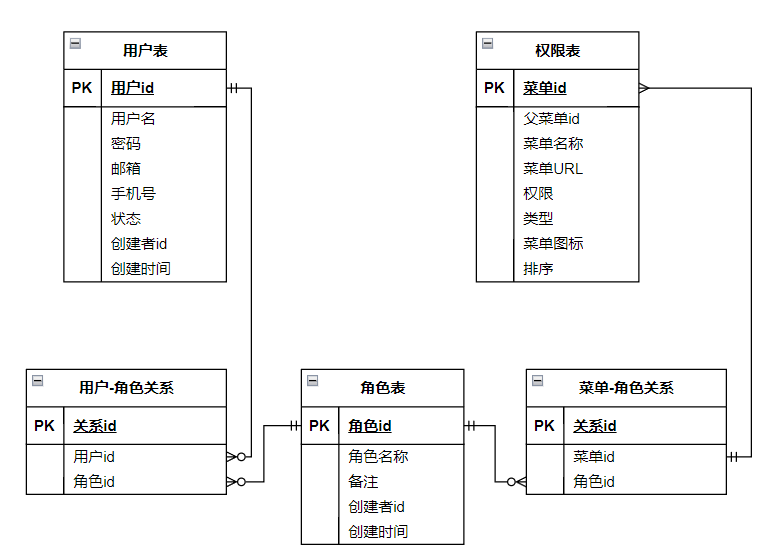 用户表
PK 用户id
用户名
密码
邮箱
手机号
状态
创建者id
创建时间
权限表
PK 菜单id
父菜单id
菜单名称
菜单URL
权限
类型
菜单图标
排序
用户-角色关系
PK 关系id
用户id
角色id
角色表
PK 角色id
角色名称
备注
创建者id
创建时间
菜单-角色关系
PK 关系id
菜单id
角色id